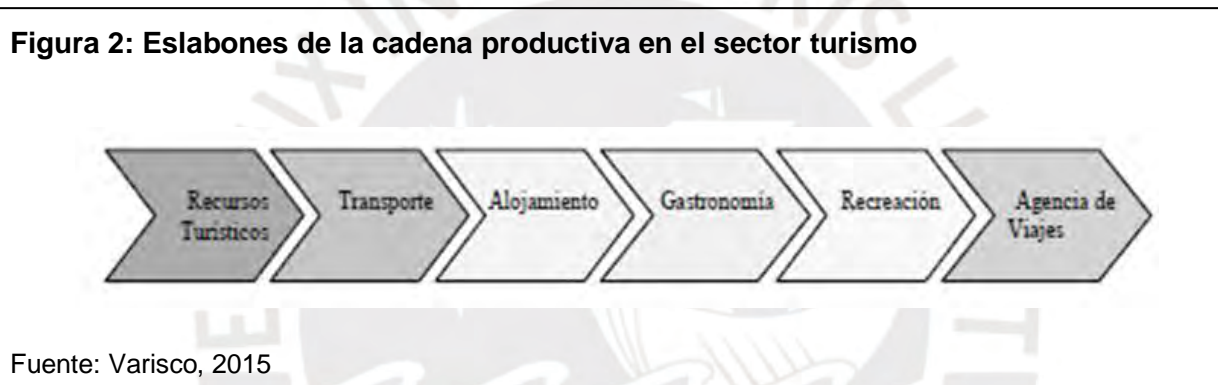 Figura 2: Eslabones de la cadena productiva en el sector turismo
Recursos
Turísticos
Transporte
Alojamiento
Gastronomía
Recreación
Agencia de
Viajes
Fuente: Varisco, 2015